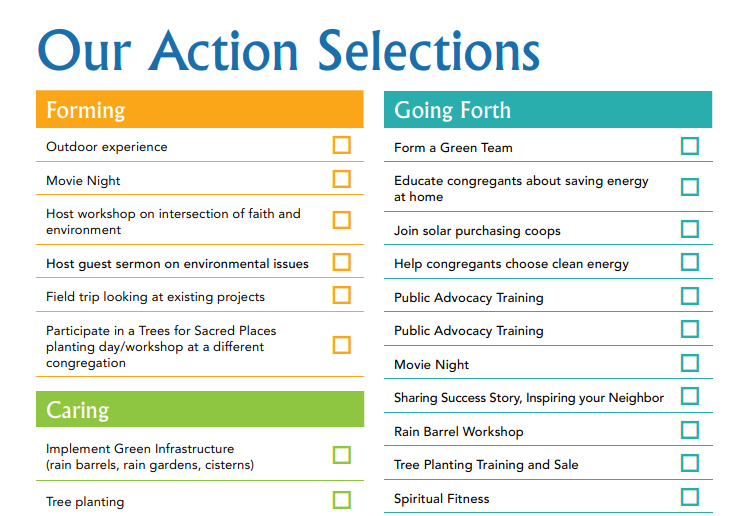 Our Action Selections
Forming
Outdoor experience
Movie Night
Host workshop on intersection of faith and
environment
Host guest sermon on environmental issues
Field trip looking at existing projects
Participate in a Trees for Sacred Places
planting day/workshop at a different
congregation
Caring
Implement Green Infrastructure
(rain barrels, rain gardens, cisterns)
Tree planting
Going Forth
Form a Green Team
Educate congregants about saving energy
at home
Join solar purchasing coops
Help congregants choose clean energy
Public Advocacy Training
Public Advocacy Training
Movie Night
Sharing Success Story, Inspiring your Neighbor
Rain Barrel Workshop
Tree Planting Training and Sale
Spiritual Fitness